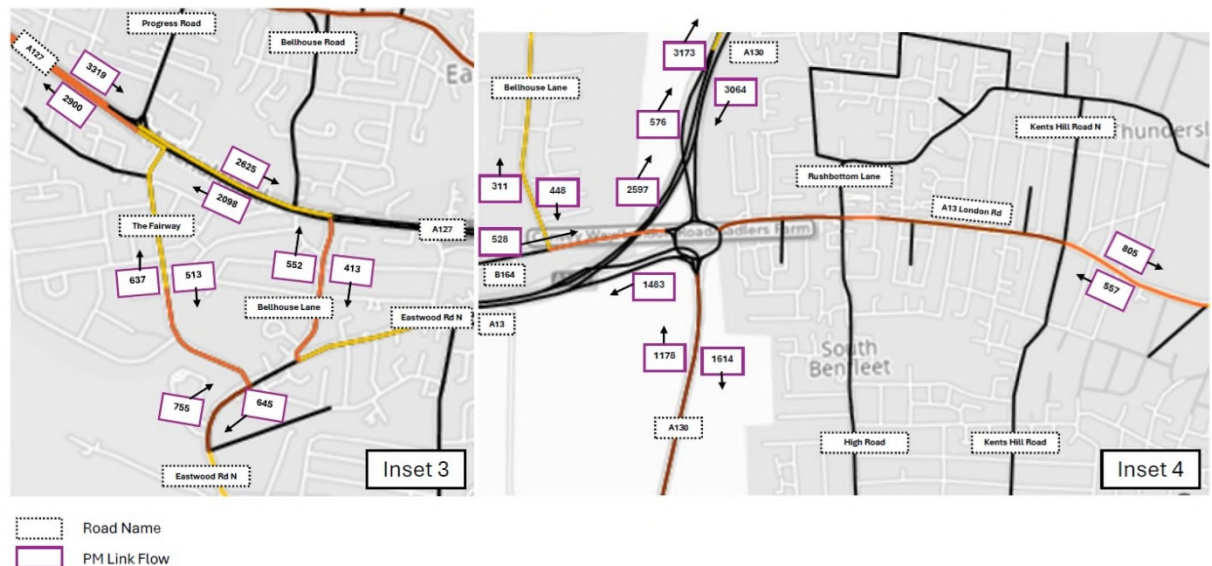 Progress Road
Bellhouse Road
A127
3319
2900
2625
2098
A127
The Fairway
637
513
552
413
Bellhouse Lane
Eastwood Rd N
755
645
Eastwood Rd N
Inset 3
3173
A130
Bellhouse Lane
3064
576
311
448
2597
528
B164
A13
1483
1178
1614
A130
Kents Hill Road N
Rushbottom Lane
A13 London Rd
805
557
South
Benfleet
High Road
Kents Hill Road
Inset 4
Road Name
PM Link Flow